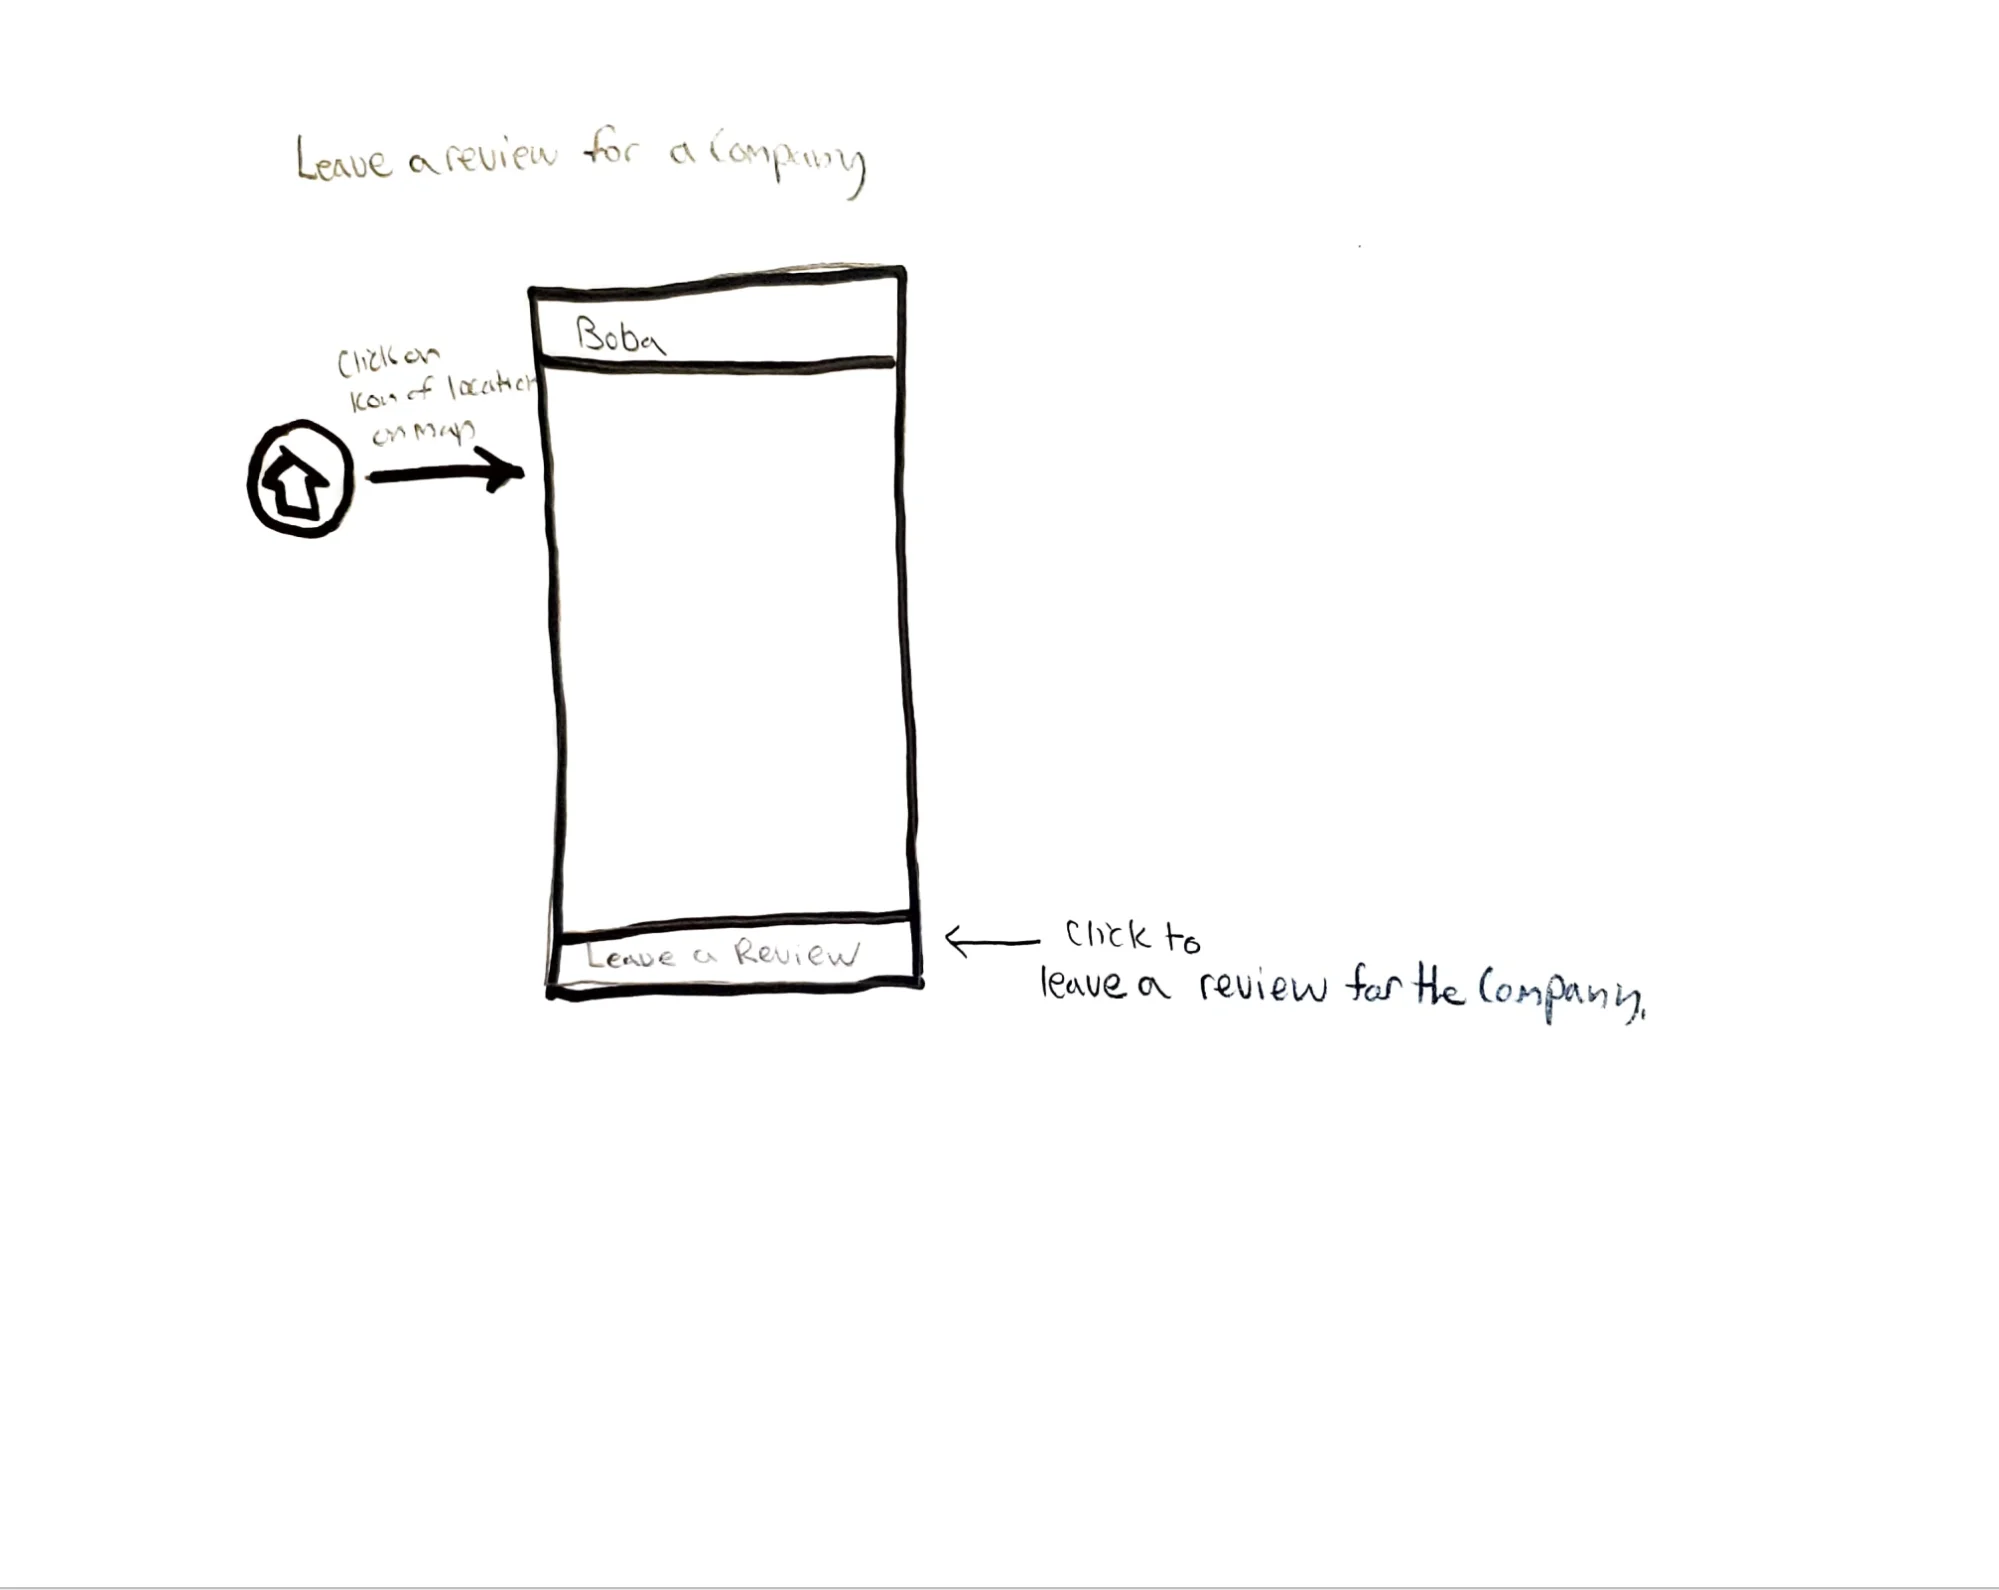 Leave a review for a Company
Boba
Click on
Icon of location
on map
Leave a Review
Click to
leave a review for the Company.